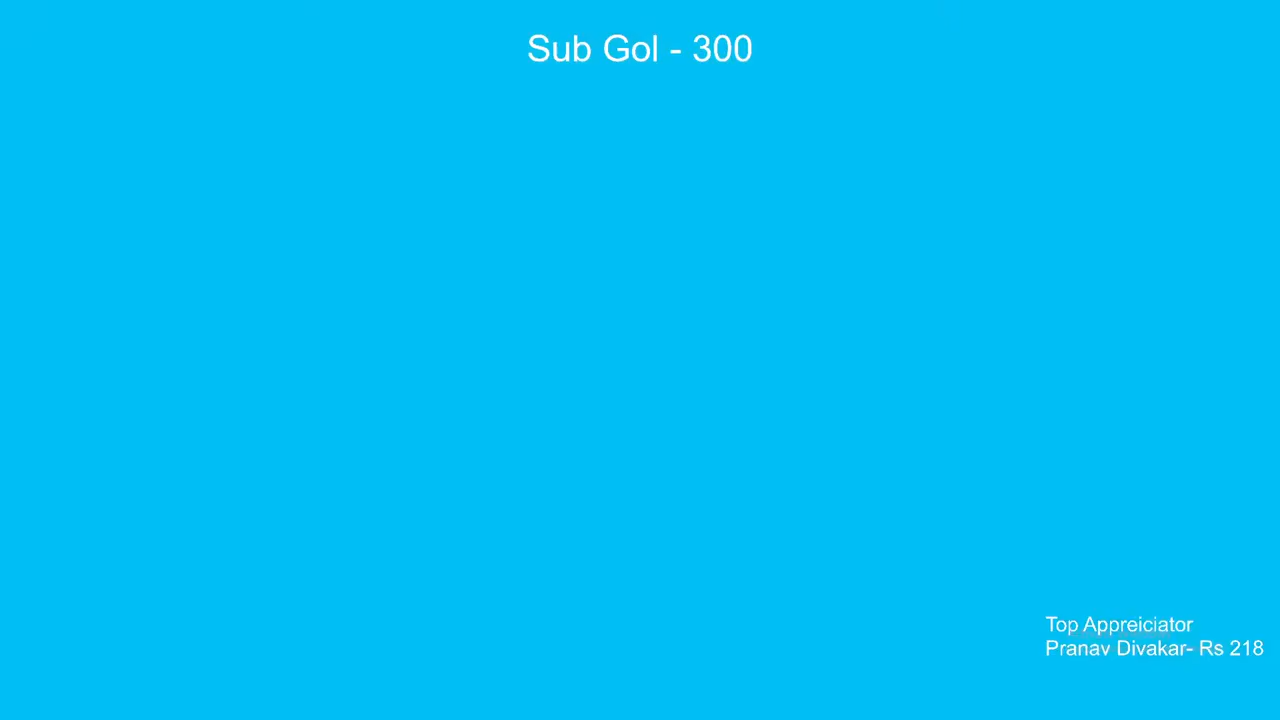 Sub Gol - 300
Top Appreiciator
Pranav Divakar- Rs 218